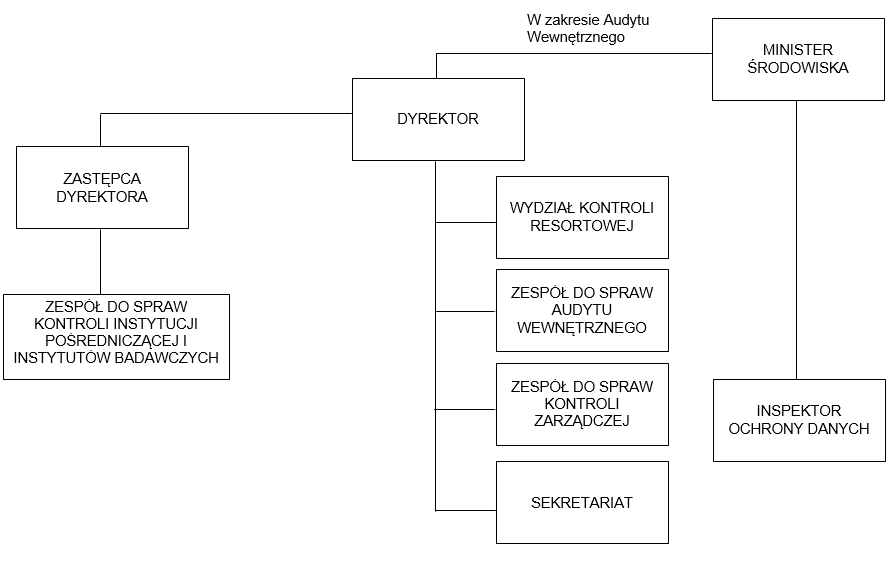 W zakresie Audytu
Wewnętrznego
MINISTER
ŚRODOWISKA
DYREKTOR
ZASTĘPCA
DYREKTORA
WYDZIAŁ KONTROLI
RESORTOWEJ
ZESPÓŁ DO SPRAW
AUDYTU
WEWNĘTRZNEGO
ZESPÓŁ DO SPRAW
KONTROLI INSTYTUCJI
POŚREDNICZĄCEJ I
INSTYTUTÓW BADAWCZYCH
ZESPÓŁ DO SPRAW
KONTROLI
ZARZĄDCZEJ
INSPEKTOR
OCHRONY DANYCH
SEKRETARIAT